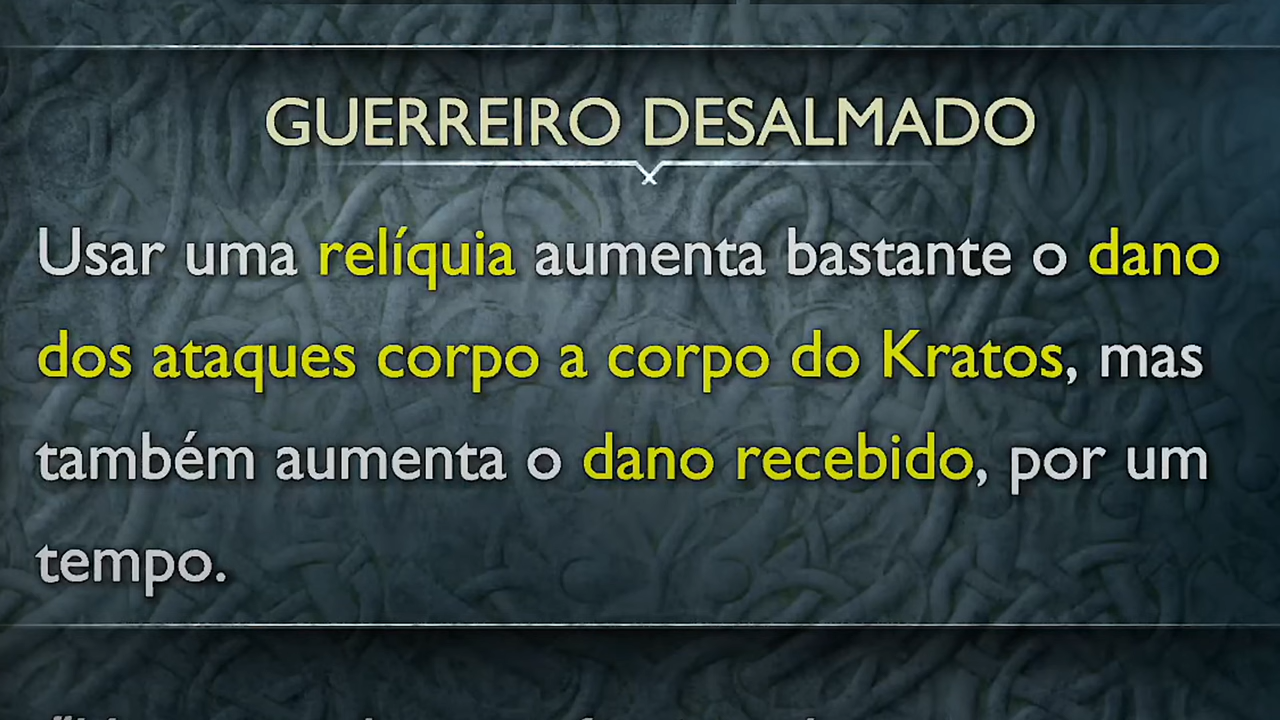 GUERREIRO DESALMADO
Usar uma relíquia aumenta bastante o dano
dos ataques corpo a corpo do Kratos, mas
também aumenta o dano recebido, por um
tempo.